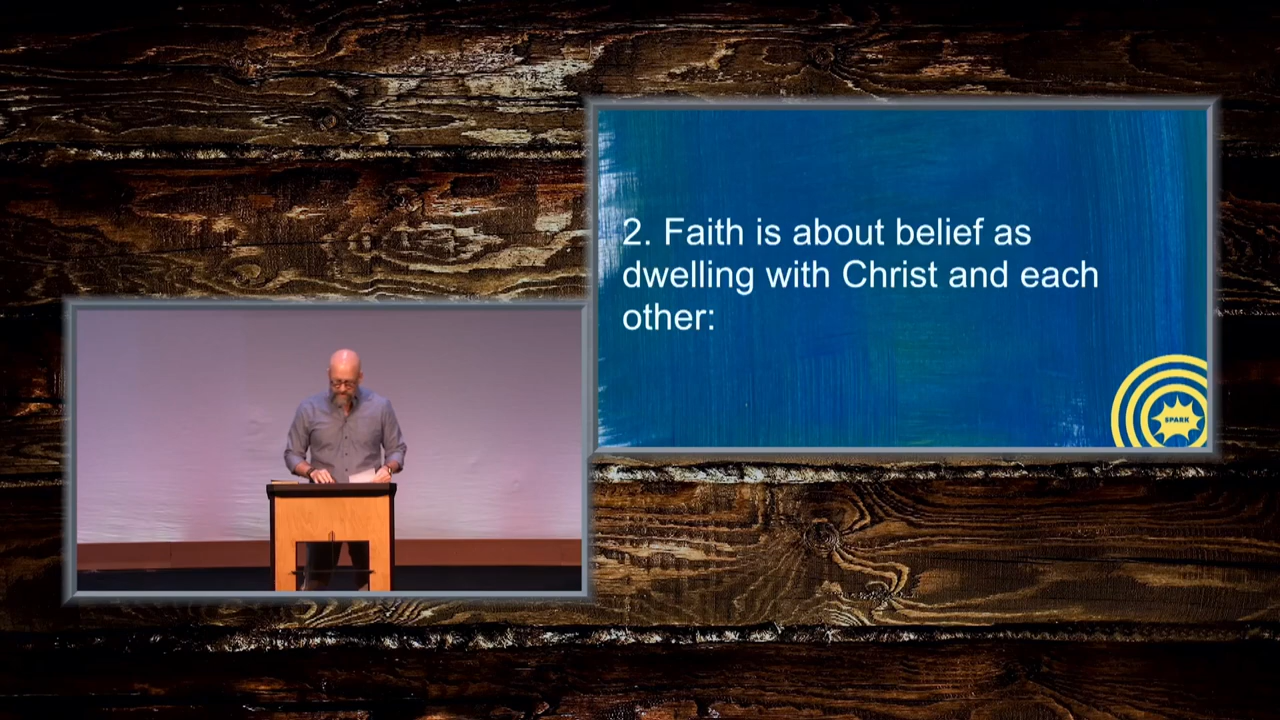 2. Faith is about belief as
dwelling with Christ and each
other:
SPARK